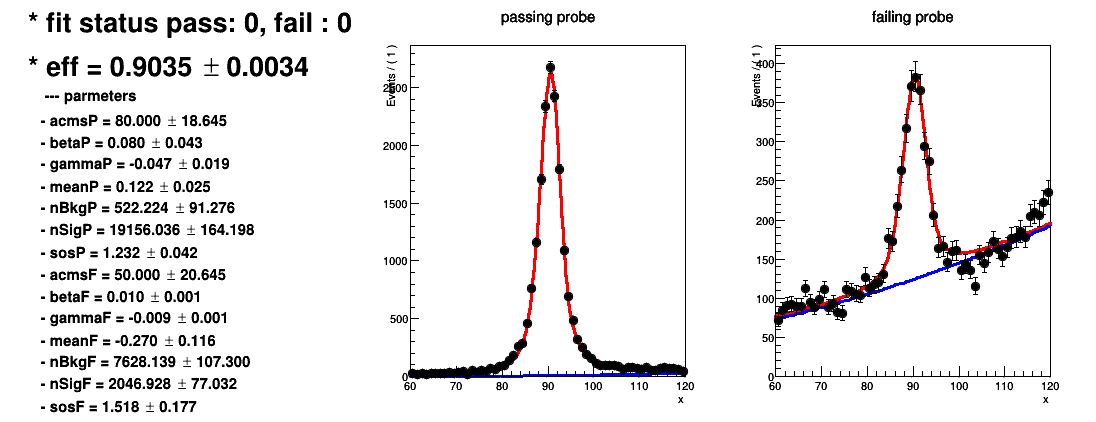 * fit status pass: 0, fail : 0
* eff = 0.9035 ± 0.0034
--- parmeters
- acmsP = 80.000 ± 18.645
- betaP = 0.080 ± 0.043
- gammaP = -0.047 ± 0.019
- meanP = 0.122 ± 0.025
- nBkgP = 522.224 ± 91.276
- nSigP = 19156.036 ± 164.198
- sosP = 1.232 ± 0.042
- acmsF = 50.000 ± 20.645
- betaF = 0.010 ± 0.001
- gammaF = -0.009 ± 0.001
- meanF = -0.270 ± 0.116
- nBkgF = 7628.139 ± 107.300
- nSigF = 2046.928 ± 77.032
- sosF = 1.518 ± 0.177
passing probe
Events / ( 1 )
2500
2000
1500
1000
500
0
60 70 80 90 100 110 120
x
failing probe
Events / ( 1 )
400
350
300
250
200
150
100
50
0
60 70 80 90 100 110 120
x